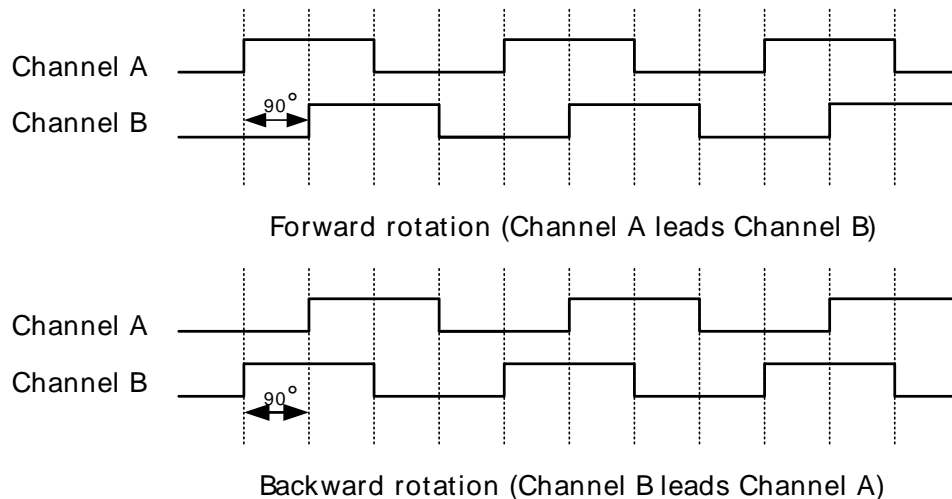 Channel A
90°
Channel B
Forward rotation (Channel A leads Channel B)
Channel A
Channel B
90°
Backward rotation (Channel B leads Channel A)